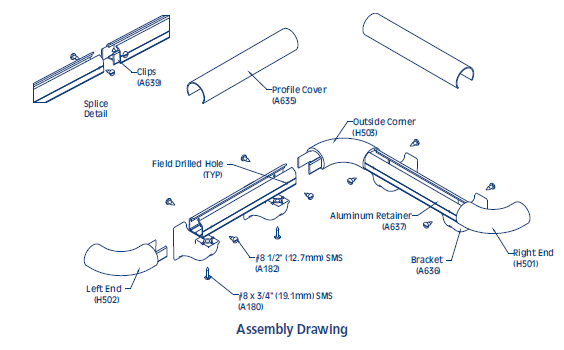 Clips
(A639)
Splice
Detail
Profile Cover
(A635)
Outside Corner
(H503)
Field Drilled Hole
(TYP)
Aluminum Retainer
(A637)
#8 1/2" (12.7mm) SMS
(A182)
Bracket
(A636)
Right End
(H501)
Left End
(H502)
#8 x 3/4" (19.1mm) SMS
(A180)
Assembly Drawing